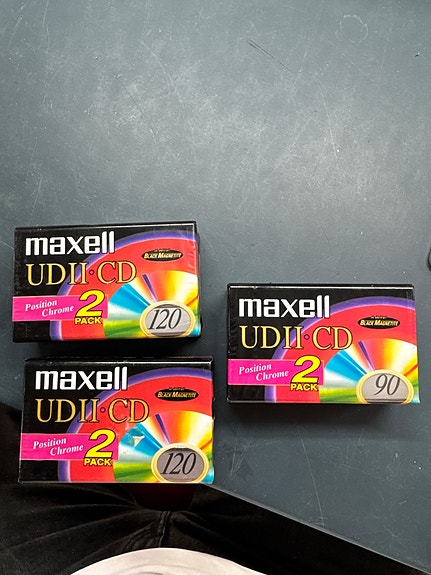 maxell
UDII·CD
BLACK MAGNETITE
Position
Chrome
2
PACK
120
maxell
UDII·CD
BLACK MAGNETITE
Position
Chrome
2
PACK
120
maxell
UDII·CD
BLACK MAGNETITE
Position
Chrome
2
PACK
90